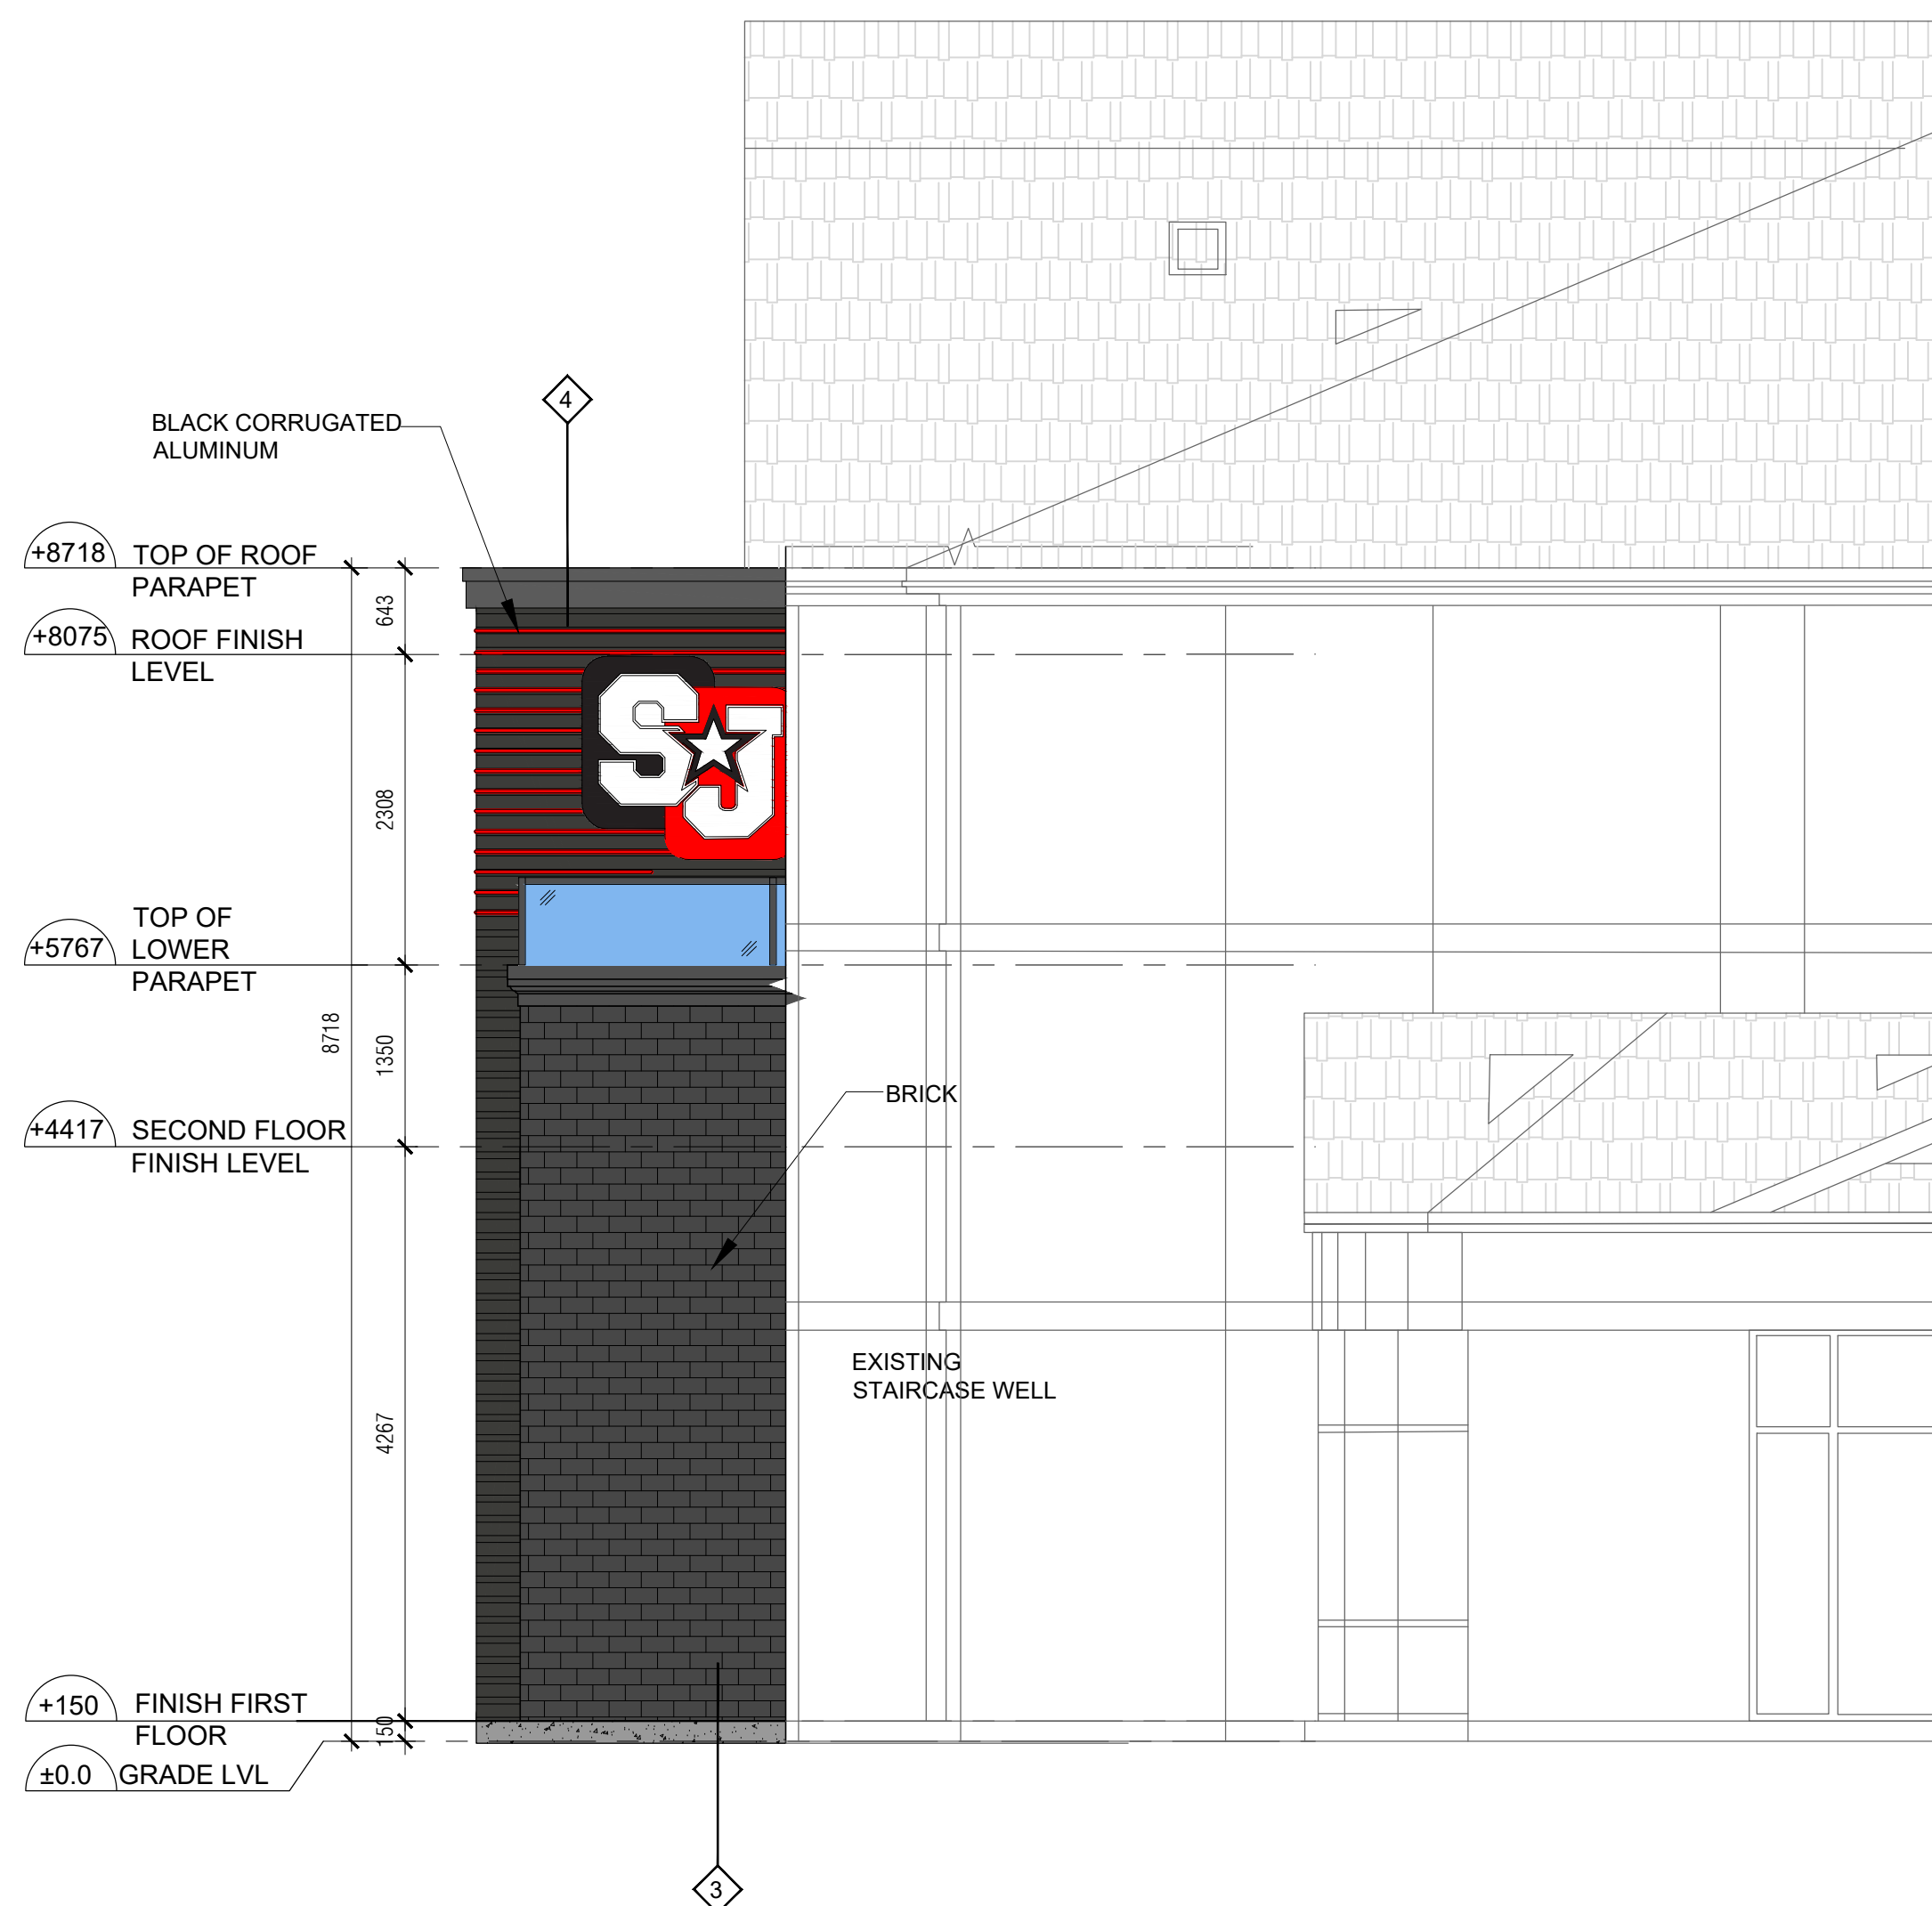 4
BLACK CORRUGATED
ALUMINUM
+8718 TOP OF ROOF
PARAPET
643
+8075 ROOF FINISH
LEVEL
SJ
2308
TOP OF
+5767 LOWER
PARAPET
8718
1350
BRICK
+4417 SECOND FLOOR
FINISH LEVEL
EXISTING
STAIRCASE WELL
4267
+150 FINISH FIRST
FLOOR
150
±0.0 GRADE LVL
3